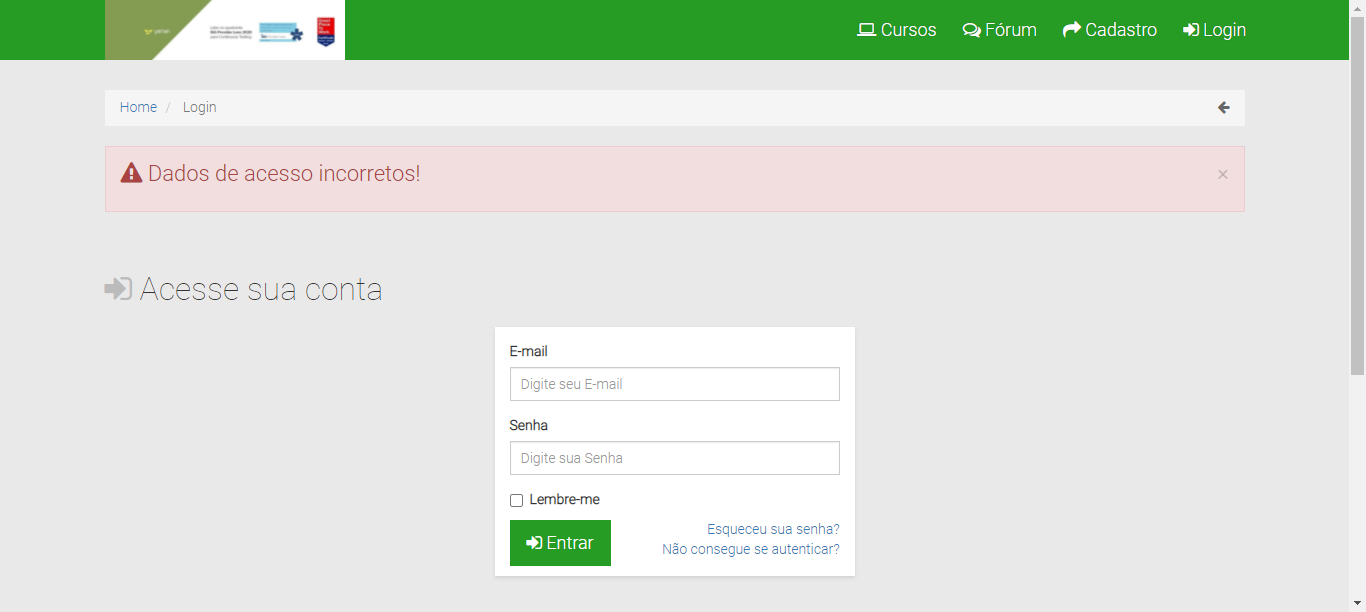 Cursos
Fórum
Cadastro
Login
Home / Login
Dados de acesso incorretos!
×
Acesse sua conta
E-mail
Digite seu E-mail
Senha
Digite sua Senha
Lembre-me
Entrar
Esqueceu sua senha?
Não consegue se autenticar?